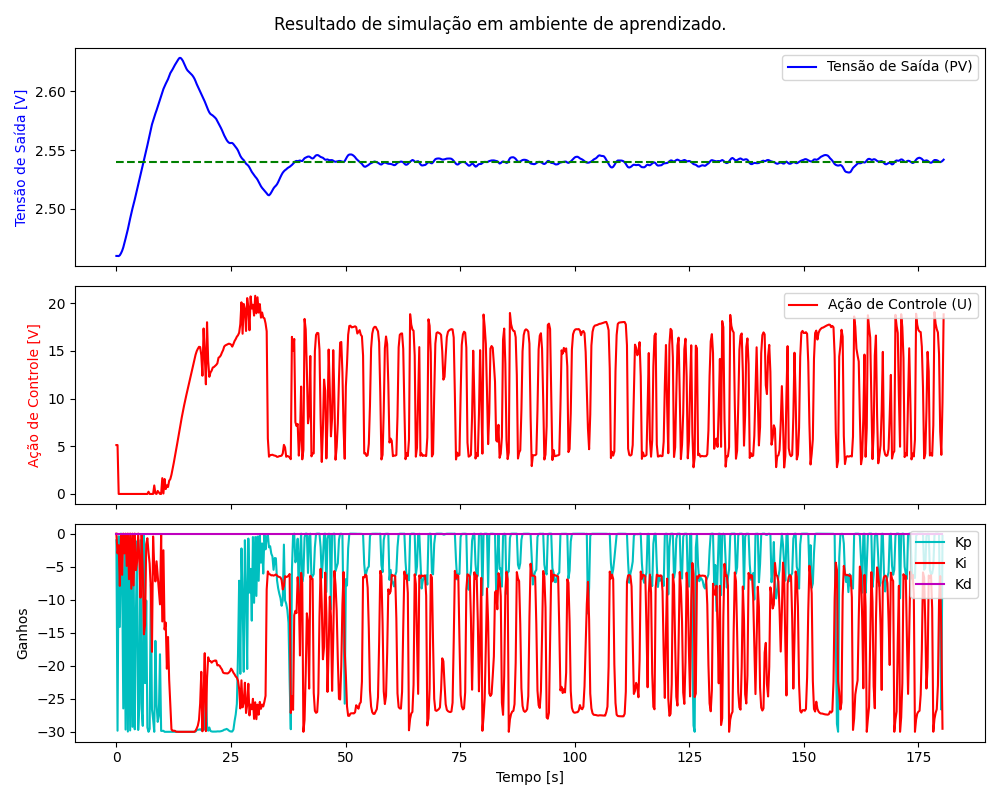 Resultado de simulação em ambiente de aprendizado.
Tensão de Saída [V]
2.60
2.55
2.50
Tensão de Saída (PV)
Ação de Controle [V]
20
15
10
5
0
Ação de Controle (U)
Ganhos
0
−5
−10
−15
−20
−25
−30
Kp
Ki
Kd
0 25 50 75 100 125 150 175
Tempo [s]